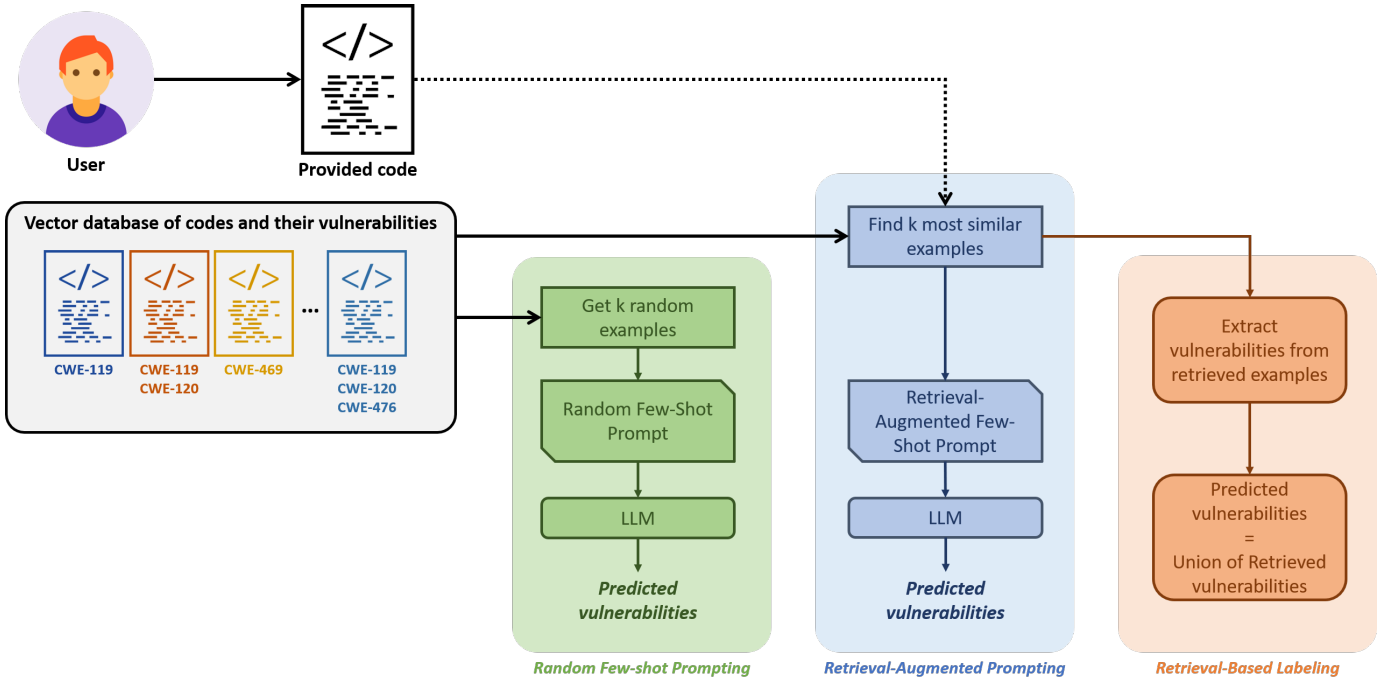 </>
User
Provided code
Vector database of codes and their vulnerabilities
</>
</>
</>
...
</>
CWE-119
CWE-119
CWE-120
CWE-469
CWE-119
CWE-120
CWE-476
Get k random
examples
Random Few-Shot
Prompt
LLM
Predicted
vulnerabilities
Random Few-shot Prompting
Find k most similar
examples
Retrieval-
Augmented Few-
Shot Prompt
LLM
Predicted
vulnerabilities
Retrieval-Augmented Prompting
Extract
vulnerabilities from
retrieved examples
Predicted
vulnerabilities
=
Union of Retrieved
vulnerabilities
Retrieval-Based Labeling